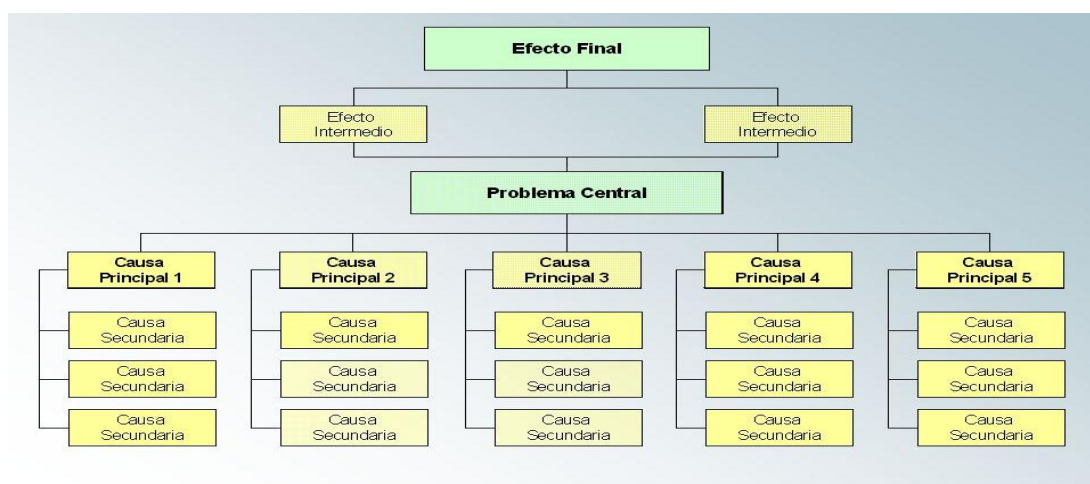 Efecto Final
Efecto
Intermedio
Efecto
Intermedio
Problema Central
Causa
Principal 1
Causa
Principal 2
Causa
Principal 3
Causa
Principal 4
Causa
Principal 5
Causa
Secundaria
Causa
Secundaria
Causa
Secundaria
Causa
Secundaria
Causa
Secundaria
Causa
Secundaria
Causa
Secundaria
Causa
Secundaria
Causa
Secundaria
Causa
Secundaria
Causa
Secundaria
Causa
Secundaria
Causa
Secundaria
Causa
Secundaria
Causa
Secundaria